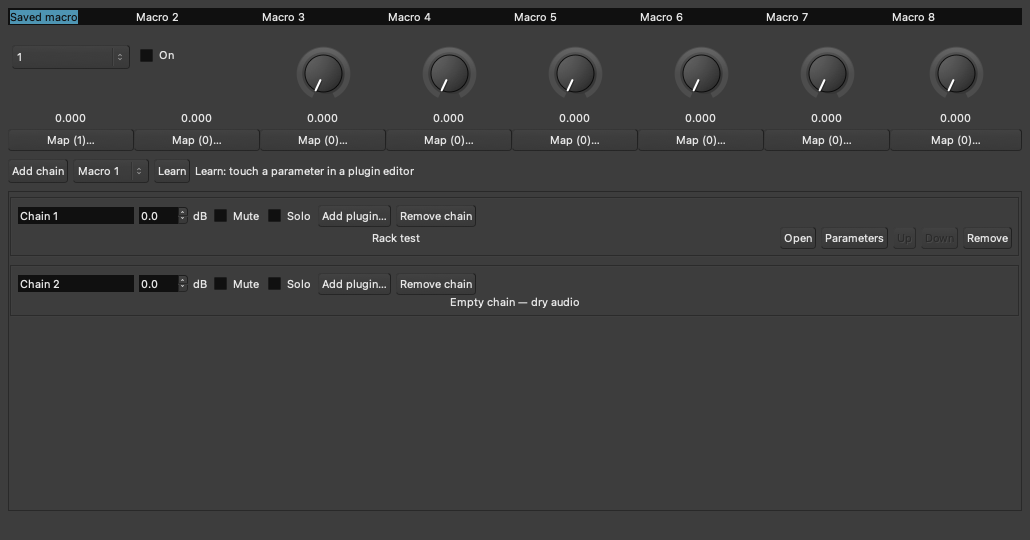 Saved macro Macro 2 Macro 3 Macro 4 Macro 5 Macro 6 Macro 7 Macro 8
1 On
0.000 0.000 0.000 0.000 0.000 0.000 0.000 0.000
Map (1)... Map (0)... Map (0)... Map (0)... Map (0)... Map (0)... Map (0)... Map (0)...
Add chain Macro 1 Learn Learn: touch a parameter in a plugin editor
Chain 1 0.0 dB Mute Solo Add plugin... Remove chain
Rack test Open Parameters Up Down Remove
Chain 2 0.0 dB Mute Solo Add plugin... Remove chain
Empty chain — dry audio